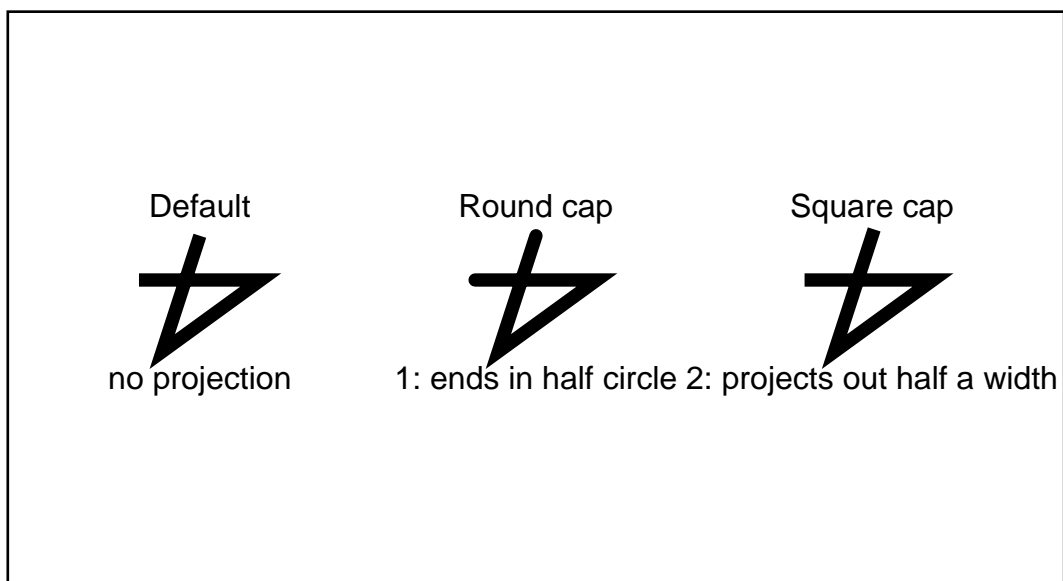 Default
Round cap
Square cap
no projection
1: ends in half circle
2: projects out half a width